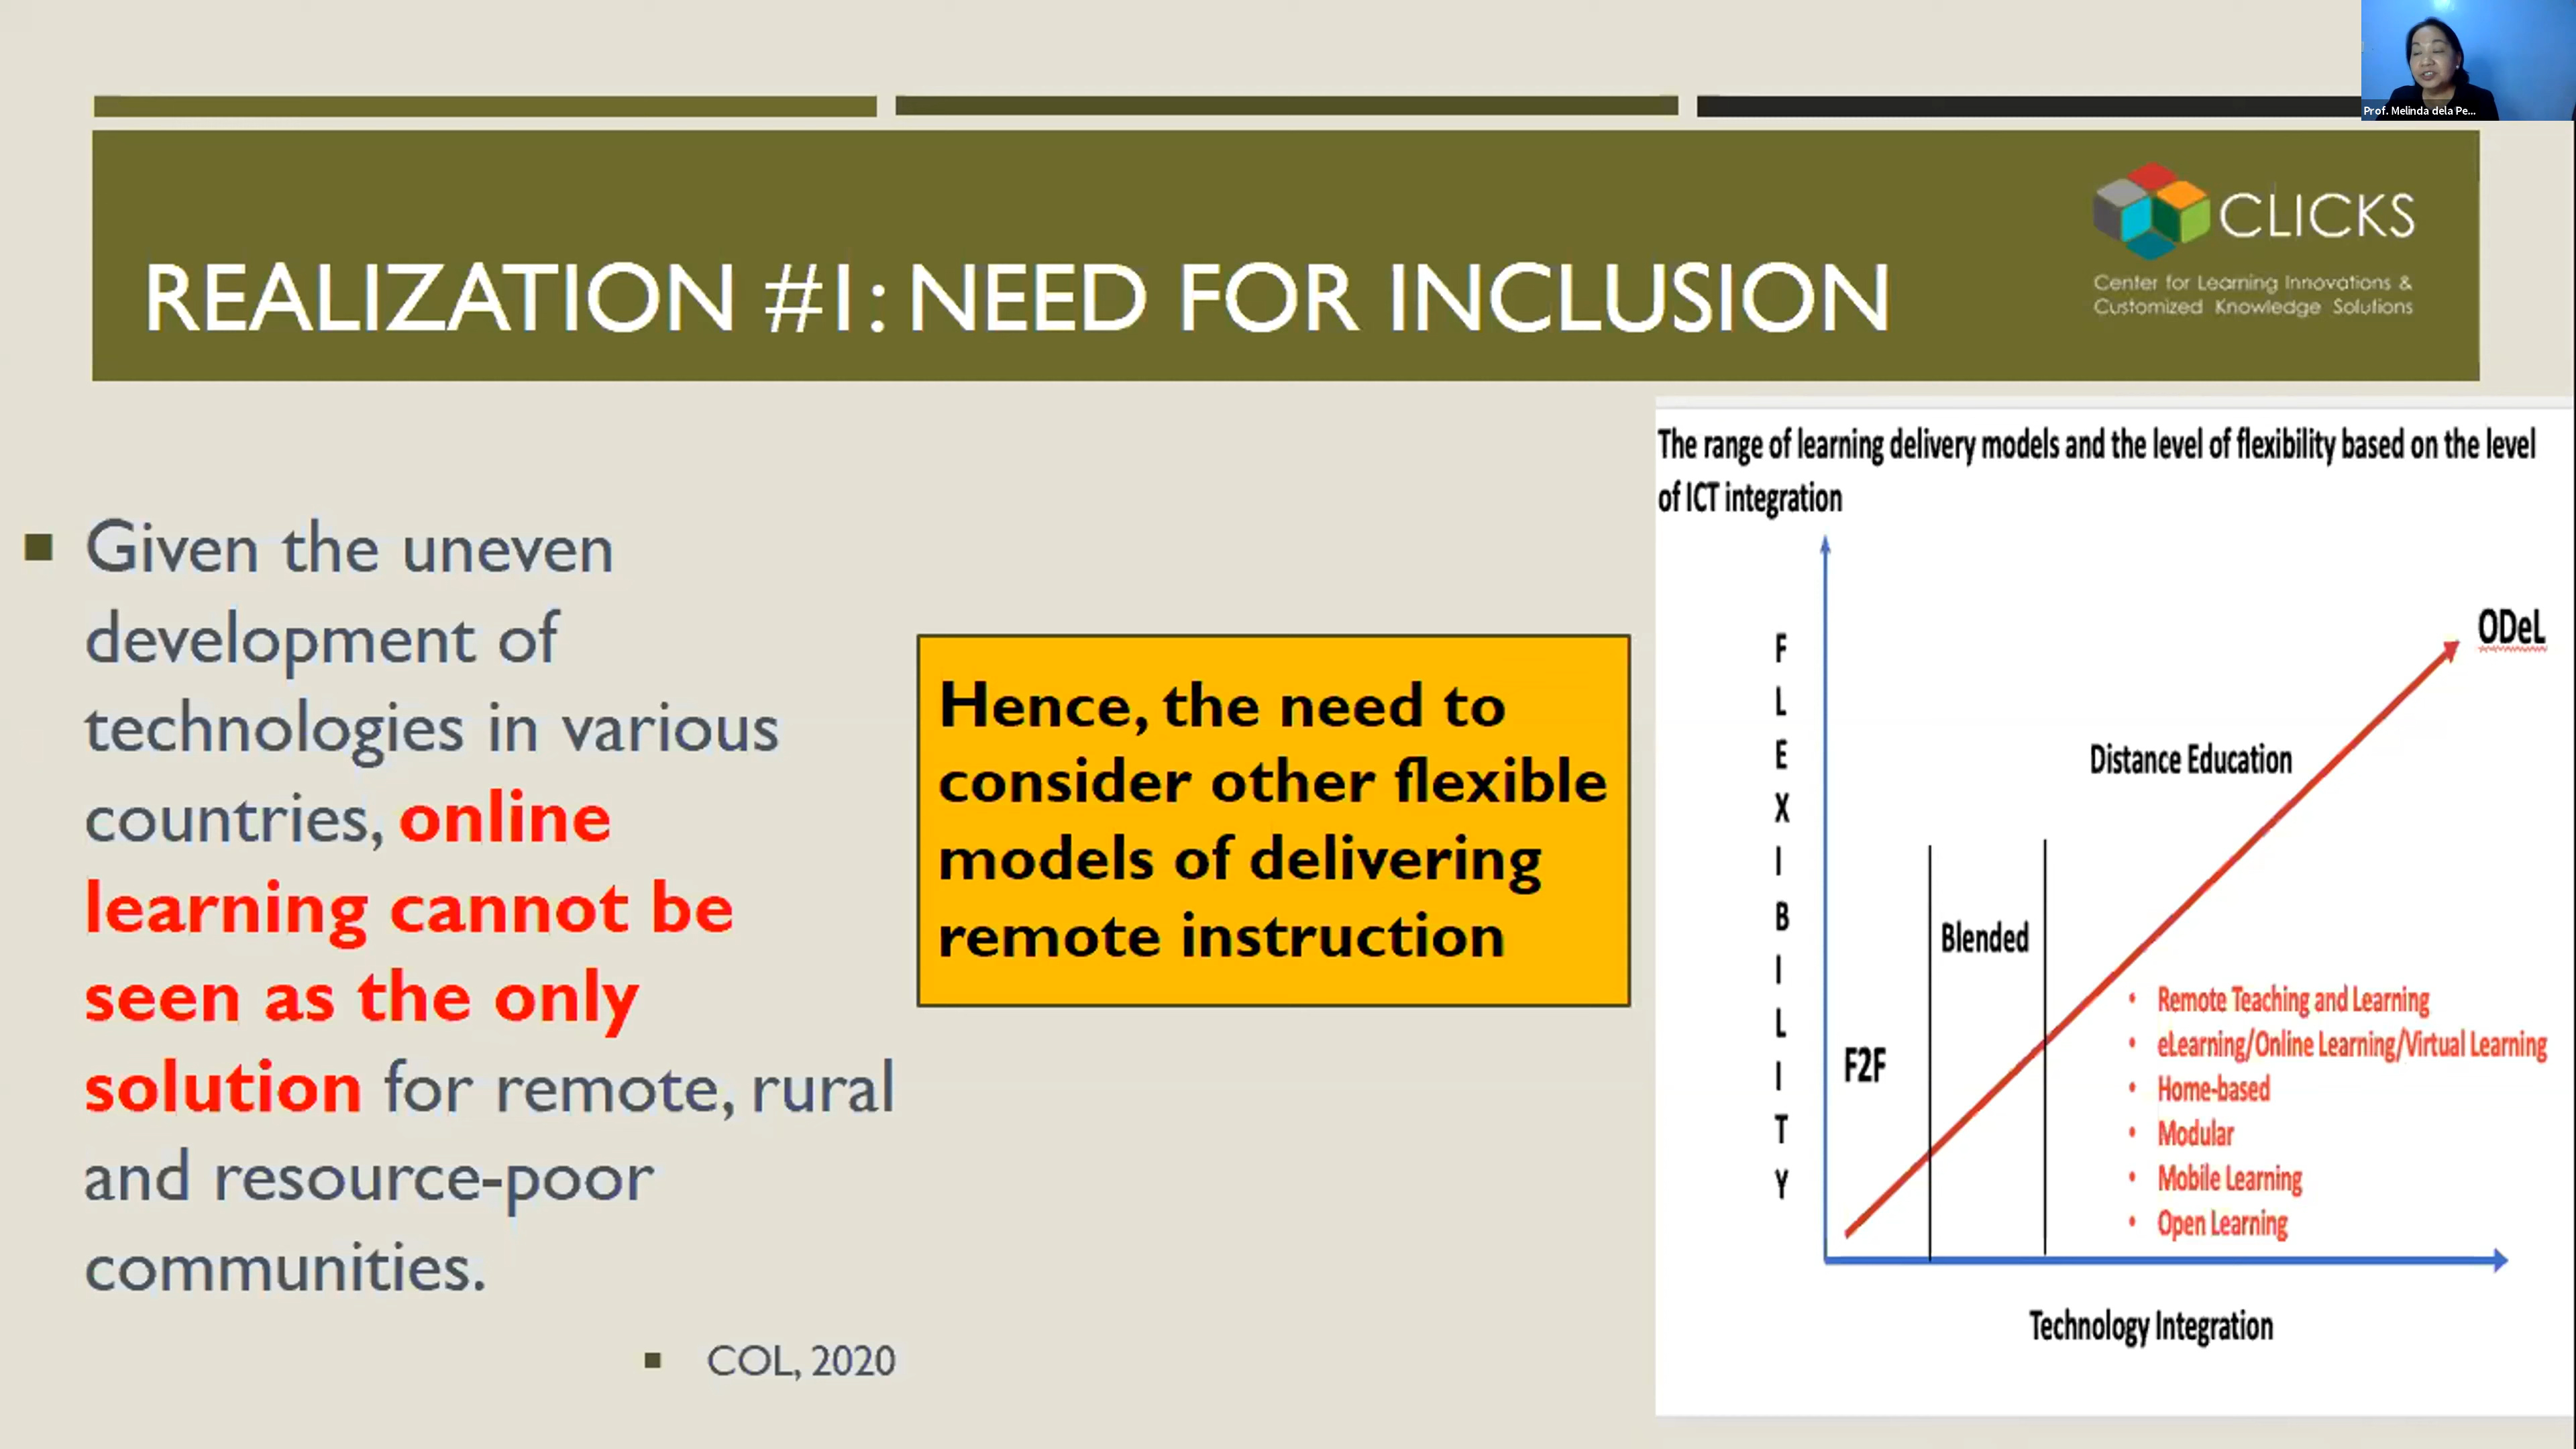 Prof. Melinda dela Pe...
CLICKS
Center for Learning Innovations &
Customized Knowledge Solutions
REALIZATION #1: NEED FOR INCLUSION
Given the uneven
development of
technologies in various
countries, online
learning cannot be
seen as the only
solution for remote, rural
and resource-poor
communities.
COL, 2020
Hence, the need to
consider other flexible
models of delivering
remote instruction
The range of learning delivery models and the level of flexibility based on the level
of ICT integration
F
L
E
X
I
B
I
L
I
T
Y
ODeL
Distance Education
Blended
F2F
• Remote Teaching and Learning
• eLearning/Online Learning/Virtual Learning
• Home-based
• Modular
• Mobile Learning
• Open Learning
Technology Integration